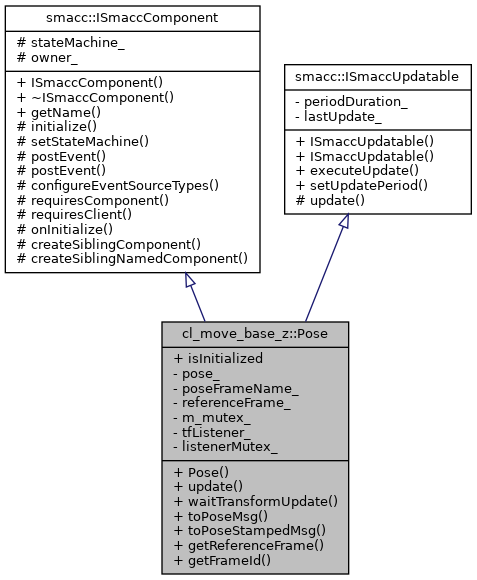 smacc::ISmaccComponent
# stateMachine_
# owner_
+ ISmaccComponent()
+ ~ISmaccComponent()
+ getName()
# initialize()
# setStateMachine()
# postEvent()
# postEvent()
# configureEventSourceTypes()
# requiresComponent()
# requiresClient()
# onInitialize()
# createSiblingComponent()
# createSiblingNamedComponent()
smacc::ISmaccUpdatable
- periodDuration_
- lastUpdate_
+ ISmaccUpdatable()
+ ISmaccUpdatable()
+ executeUpdate()
+ setUpdatePeriod()
# update()
cl_move_base_z::Pose
+ isInitialized
- pose_
- poseFrameName_
- referenceFrame_
- m_mutex_
- tfListener_
- listenerMutex_
+ Pose()
+ update()
+ waitTransformUpdate()
+ toPoseMsg()
+ toPoseStampedMsg()
+ getReferenceFrame()
+ getFrameId()